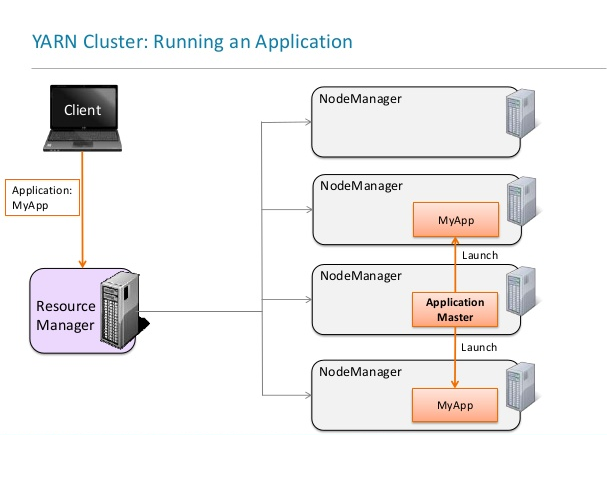 YARN Cluster: Running an Application
Client
Application:
MyApp
Resource
Manager
NodeManager
NodeManager
MyApp
Launch
NodeManager
Application
Master
Launch
NodeManager
MyApp